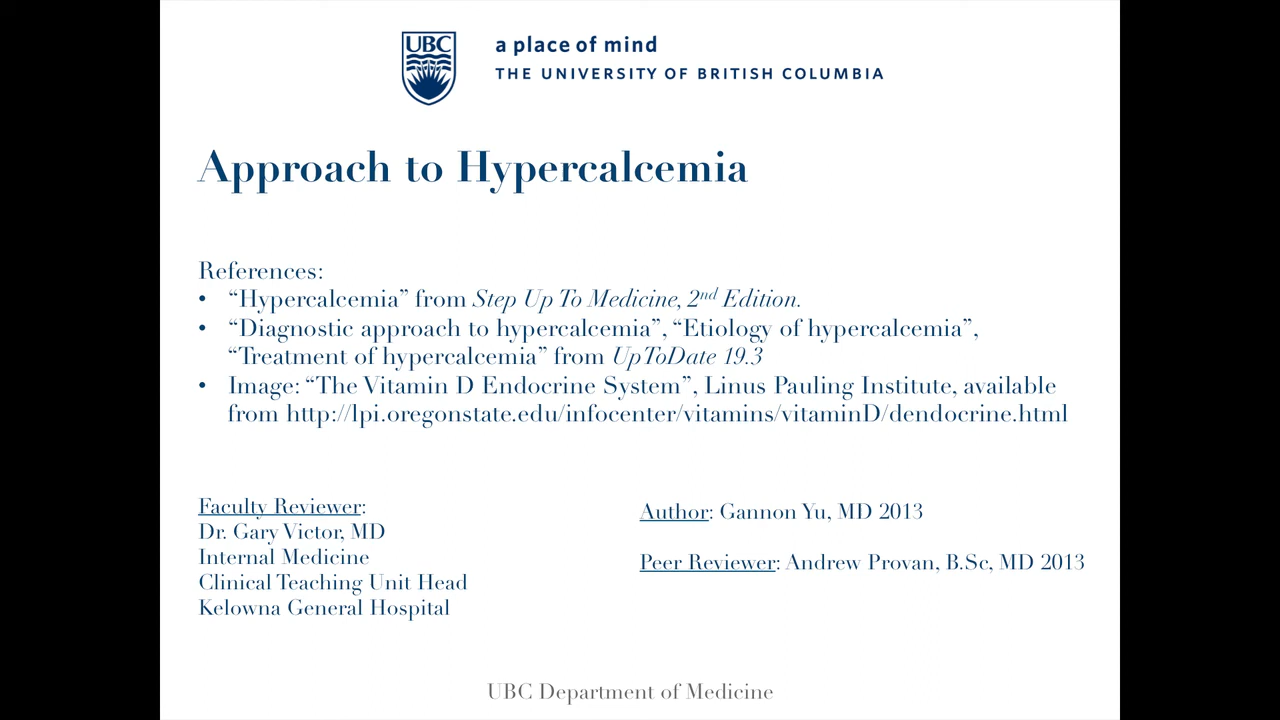 UBC
a place of mind
THE UNIVERSITY OF BRITISH COLUMBIA
Approach to Hypercalcemia
References:
• “Hypercalcemia” from Step Up To Medicine, 2nd Edition.
• “Diagnostic approach to hypercalcemia”, “Etiology of hypercalcemia”,
“Treatment of hypercalcemia” from UpToDate 19.3
• Image: “The Vitamin D Endocrine System”, Linus Pauling Institute, available
from http://lpi.oregonstate.edu/infocenter/vitamins/vitaminD/dendocrine.html
Faculty Reviewer:
Dr. Gary Victor, MD
Internal Medicine
Clinical Teaching Unit Head
Kelowna General Hospital
Author: Gannon Yu, MD 2013
Peer Reviewer: Andrew Provan, B.Sc, MD 2013
UBC Department of Medicine